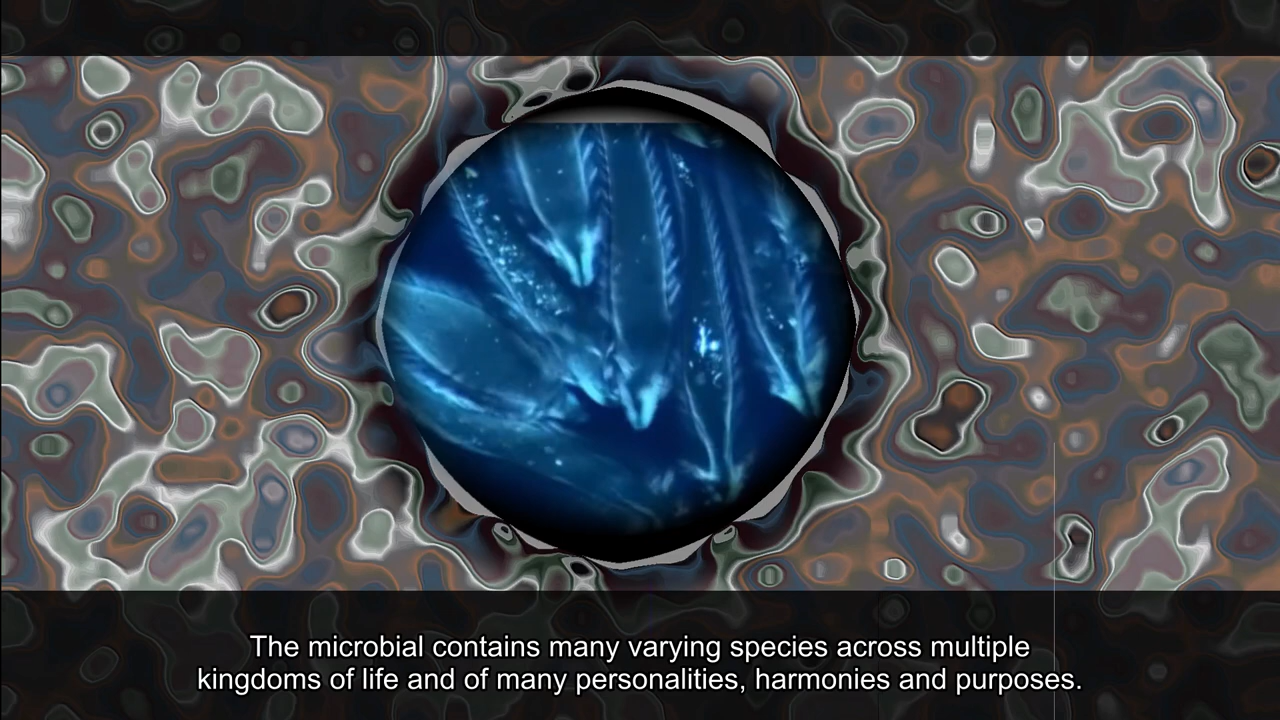 The microbial contains many varying species across multiple
kingdoms of life and of many personalities, harmonies and purposes.